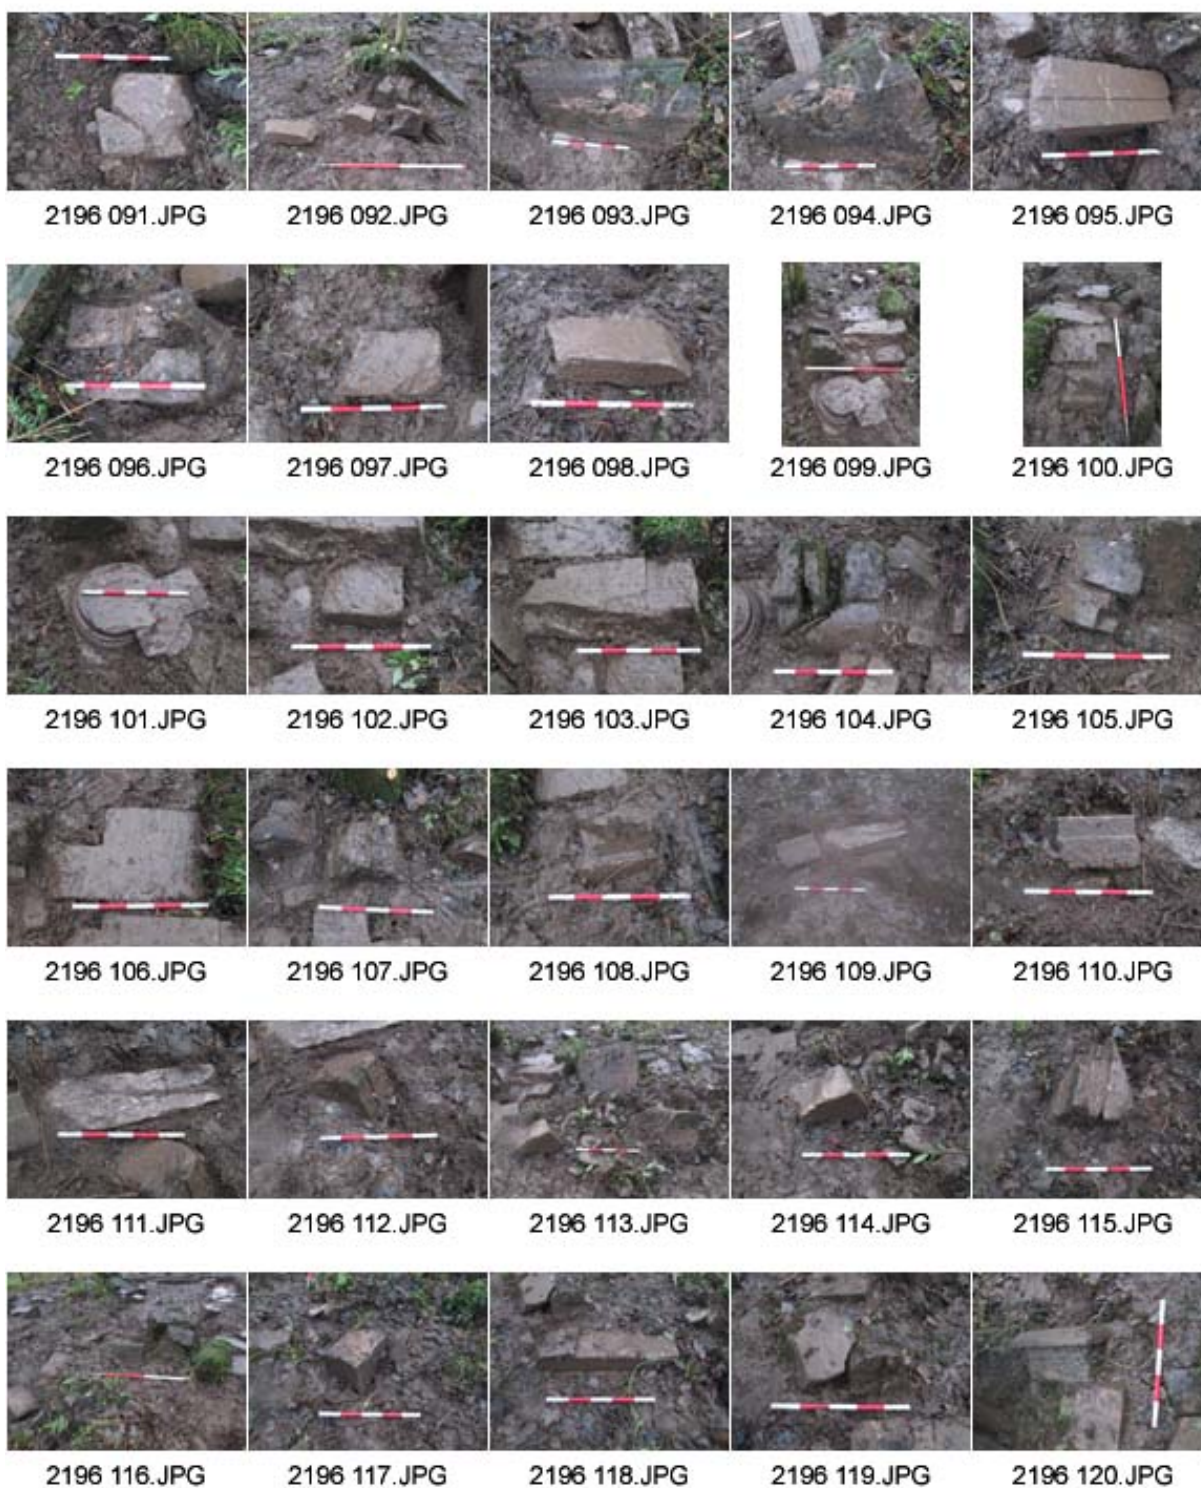 2196 091.JPG 2196 092.JPG 2196 093.JPG 2196 094.JPG 2196 095.JPG
2196 096.JPG 2196 097.JPG 2196 098.JPG 2196 099.JPG 2196 100.JPG
2196 101.JPG 2196 102.JPG 2196 103.JPG 2196 104.JPG 2196 105.JPG
2196 106.JPG 2196 107.JPG 2196 108.JPG 2196 109.JPG 2196 110.JPG
2196 111.JPG 2196 112.JPG 2196 113.JPG 2196 114.JPG 2196 115.JPG
2196 116.JPG 2196 117.JPG 2196 118.JPG 2196 119.JPG 2196 120.JPG